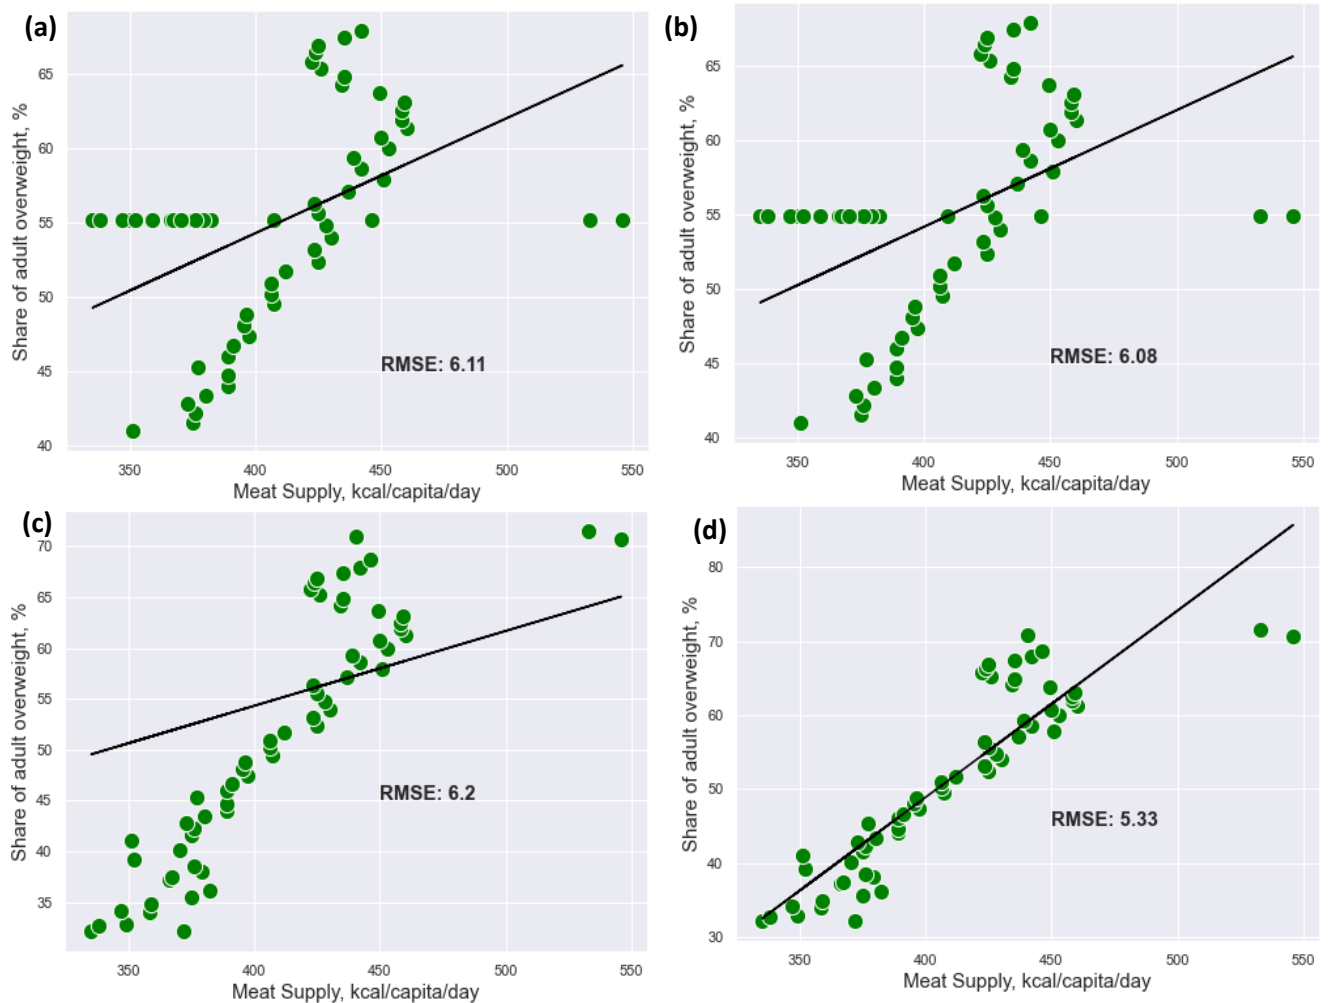 (a)
65
60
55
50
45
40
Share of adult overweight, %
RMSE: 6.11
350 400 450 500 550
Meat Supply, kcal/capita/day
(b)
65
60
55
50
45
40
Share of adult overweight, %
RMSE: 6.08
350 400 450 500 550
Meat Supply, kcal/capita/day
(c)
70
65
60
55
50
45
40
35
Share of adult overweight, %
RMSE: 6.2
350 400 450 500 550
Meat Supply, kcal/capita/day
(d)
80
70
60
50
40
30
Share of adult overweight, %
RMSE: 5.33
350 400 450 500 550
Meat Supply, kcal/capita/day